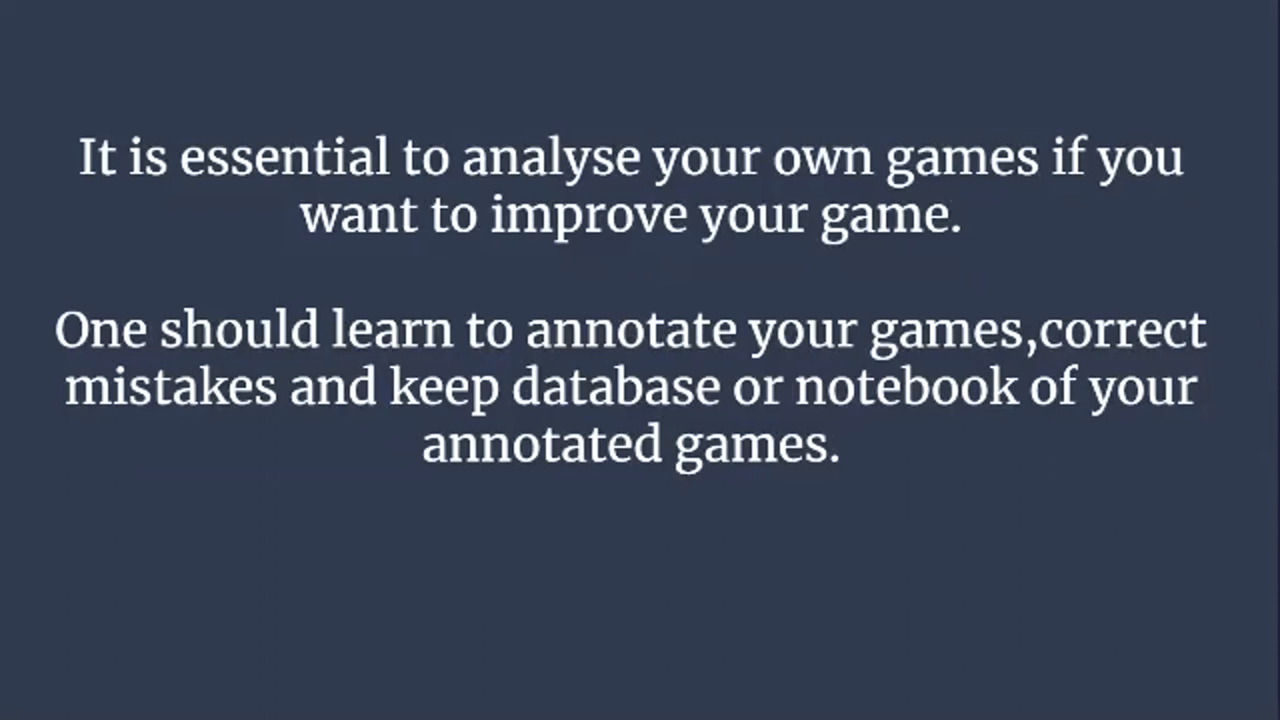 It is essential to analyse your own games if you
want to improve your game.
One should learn to annotate your games,correct
mistakes and keep database or notebook of your
annotated games.